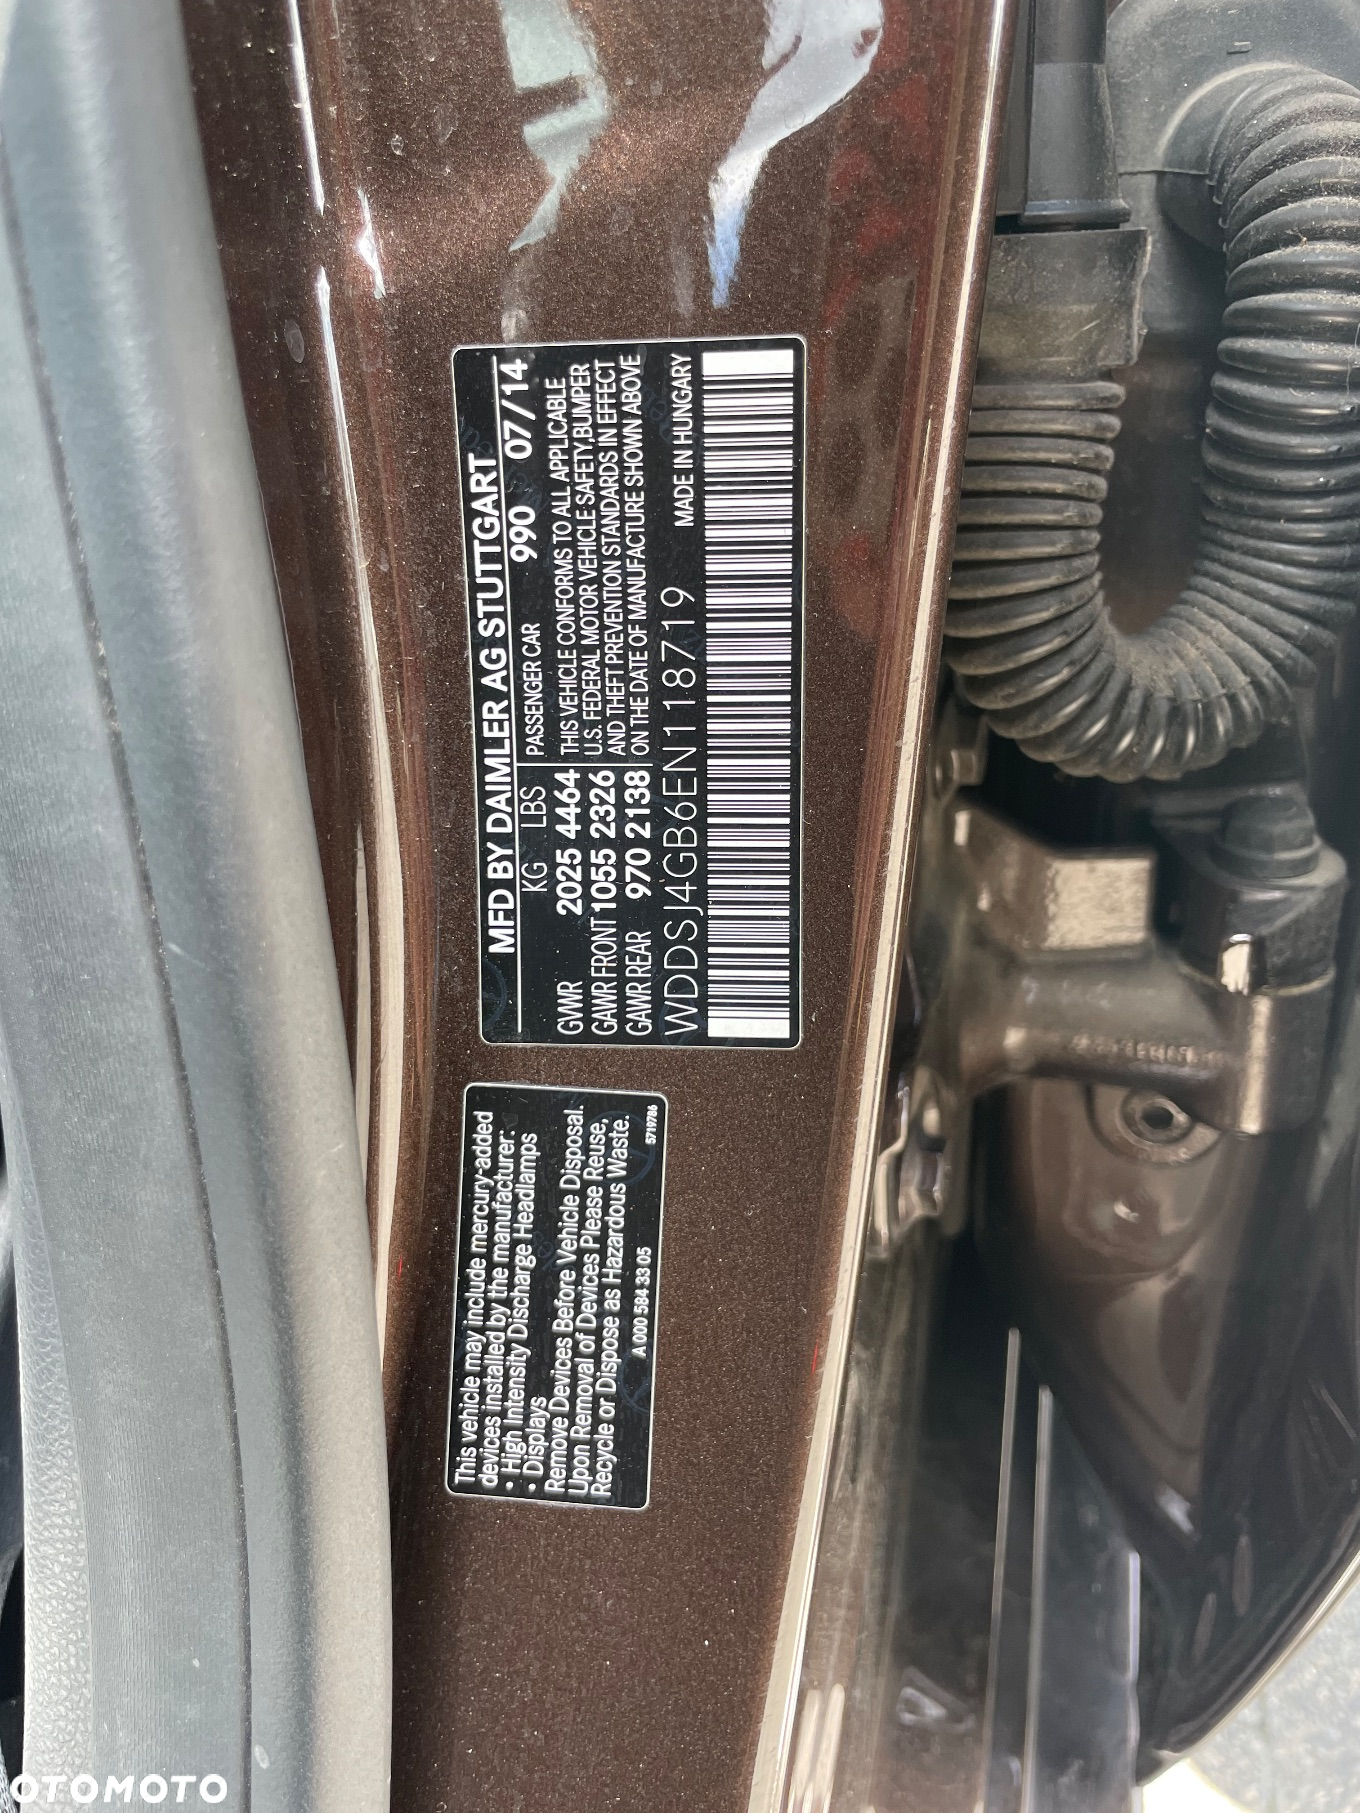 MFD BY DAIMLER AG STUTTGART
KG LBS PASSENGER CAR 990 07/14
GVWR 2025 4464 THIS VEHICLE CONFORMS TO ALL APPLICABLE
GAWR FRONT 1055 2326 U.S. FEDERAL MOTOR VEHICLE SAFETY,BUMPER
GAWR REAR 970 2138 AND THEFT PREVENTION STANDARDS IN EFFECT
ON THE DATE OF MANUFACTURE SHOWN ABOVE
WDDSJ4GB6EN118719 MADE IN HUNGARY
This vehicle may include mercury-added
devices installed by the manufacturer:
• High Intensity Discharge Headlamps
• Displays
Remove Devices Before Vehicle Disposal.
Upon Removal of Devices Please Reuse,
Recycle or Dispose as Hazardous Waste.
A 000 584 33 05 5719786
OTOMOTO